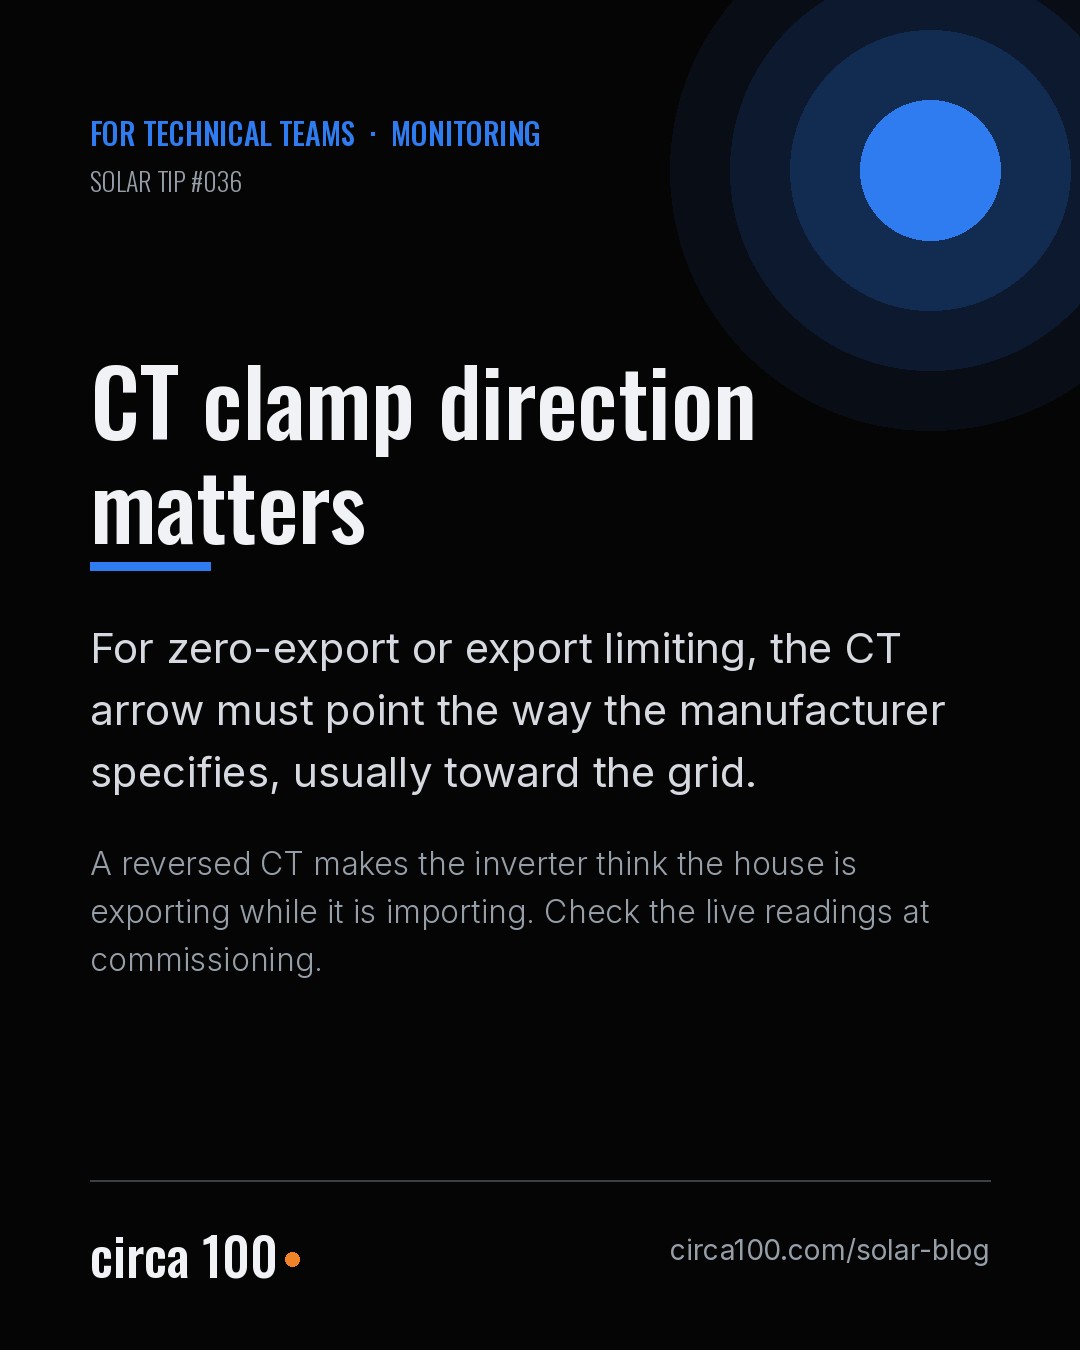 FOR TECHNICAL TEAMS · MONITORING
SOLAR TIP #036
CT clamp direction
matters
For zero-export or export limiting, the CT
arrow must point the way the manufacturer
specifies, usually toward the grid.
A reversed CT makes the inverter think the house is
exporting while it is importing. Check the live readings at
commissioning.
circa 100
circa100.com/solar-blog